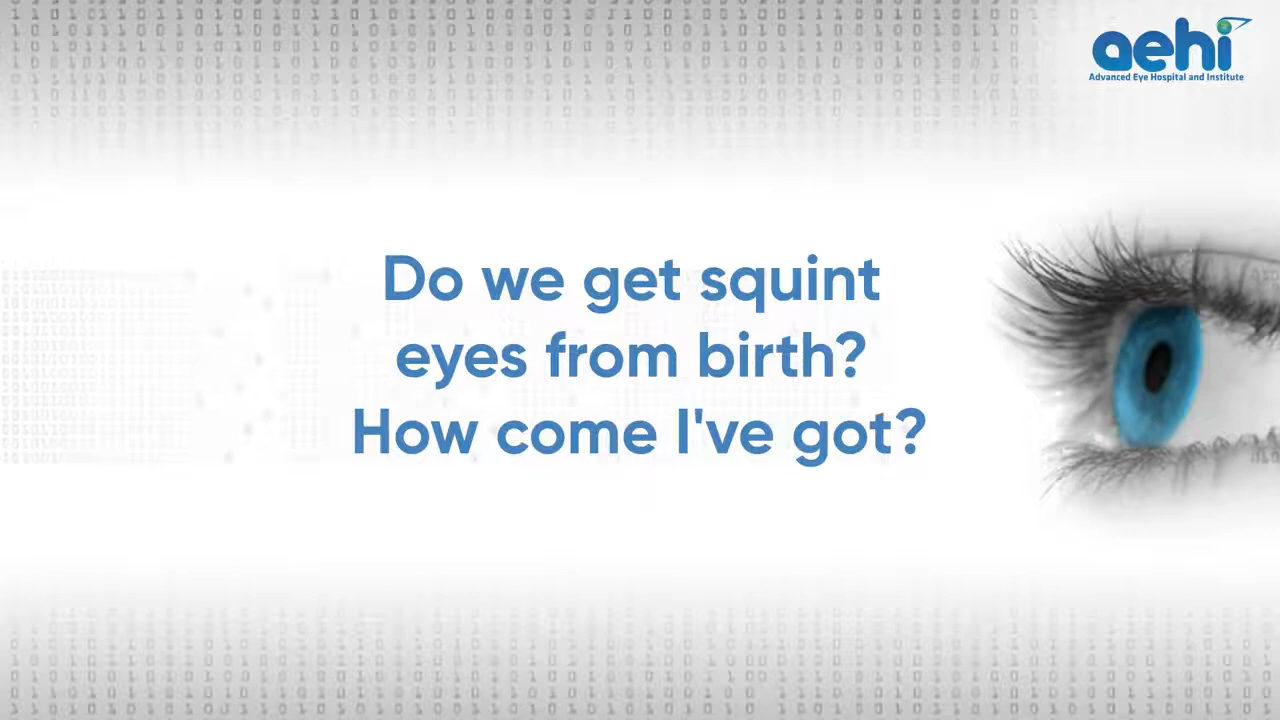 aehi
Advanced Eye Hospital and Institute
Do we get squint
eyes from birth?
How come I've got?